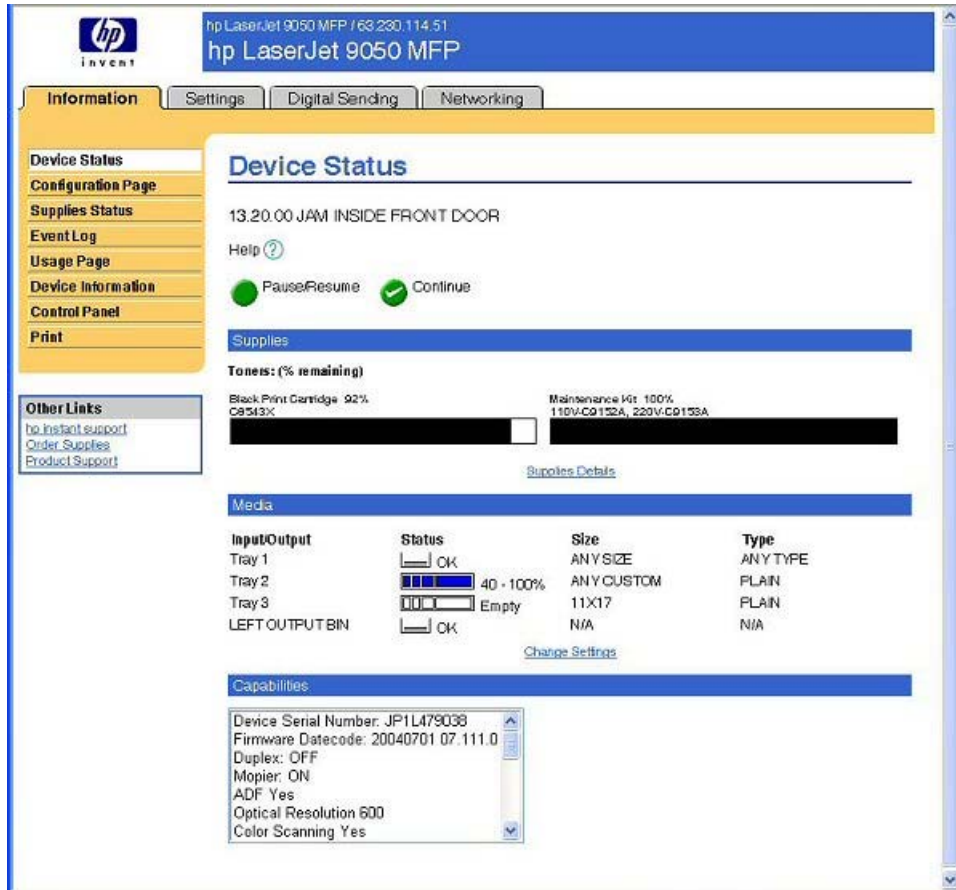 hp
invent
hp LaserJet 9050 MFP / 63.230.114.51
hp LaserJet 9050 MFP
Information
Settings
Digital Sending
Networking
Device Status
Configuration Page
Supplies Status
Event Log
Usage Page
Device Information
Control Panel
Print
Other Links
hp instant support
Order Supplies
Product Support
Device Status
13.20.00 JAM INSIDE FRONT DOOR
Help ?
Pause/Resume Continue
Supplies
Toners: (% remaining)
Black Print Cartridge 92%
C8543X
Maintenance Kit 100%
110V-C9152A, 220V-C9153A
Supplies Details
Media
Input/Output Status Size Type
Tray 1 OK ANY SIZE ANY TYPE
Tray 2 40 - 100% ANY CUSTOM PLAIN
Tray 3 Empty 11X17 PLAIN
LEFT OUTPUT BIN OK N/A N/A
Change Settings
Capabilities
Device Serial Number: JP1L479038
Firmware Datecode: 20040701 07.111.0
Duplex: OFF
Mopier: ON
ADF Yes
Optical Resolution 600
Color Scanning Yes